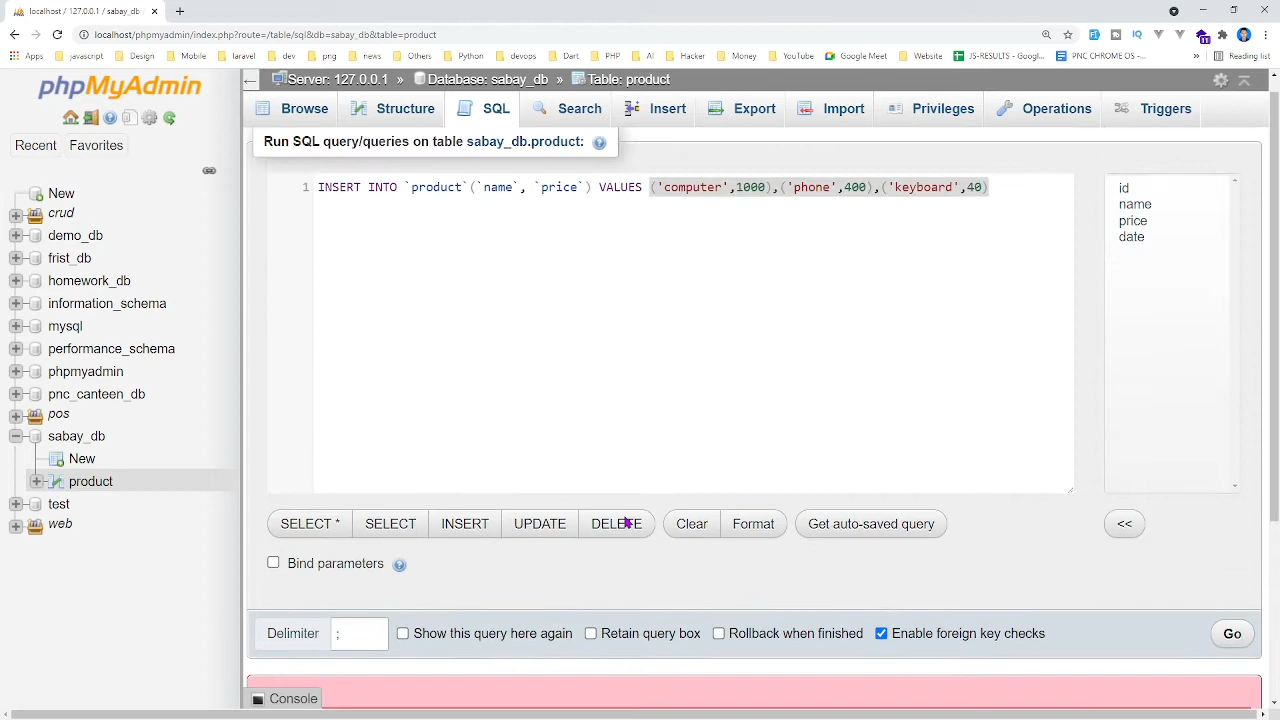 localhost / 127.0.0.1 / sabay_db
localhost/phpmyadmin/index.php?route=/table/sql&db=sabay_db&table=product
Apps javascript Design Mobile laravel dev png news Others Python devops Dart PHP AI Hacker Money YouTube Google Meet Website JS-RESULTS - Googl... PNC CHROME OS -... » Reading list
phpMyAdmin
Recent Favorites
New
crud
demo_db
frist_db
homework_db
information_schema
mysql
performance_schema
phpmyadmin
pnc_canteen_db
pos
sabay_db
New
product
test
web
Server: 127.0.0.1 » Database: sabay_db » Table: product
Browse Structure SQL Search Insert Export Import Privileges Operations Triggers
Run SQL query/queries on table sabay_db.product:
1 INSERT INTO `product`(`name`, `price`) VALUES ('computer',1000),('phone',400),('keyboard',40)
id
name
price
date
SELECT * SELECT INSERT UPDATE DELETE Clear Format Get auto-saved query <<
Bind parameters
Delimiter ; Show this query here again Retain query box Rollback when finished Enable foreign key checks Go
Console